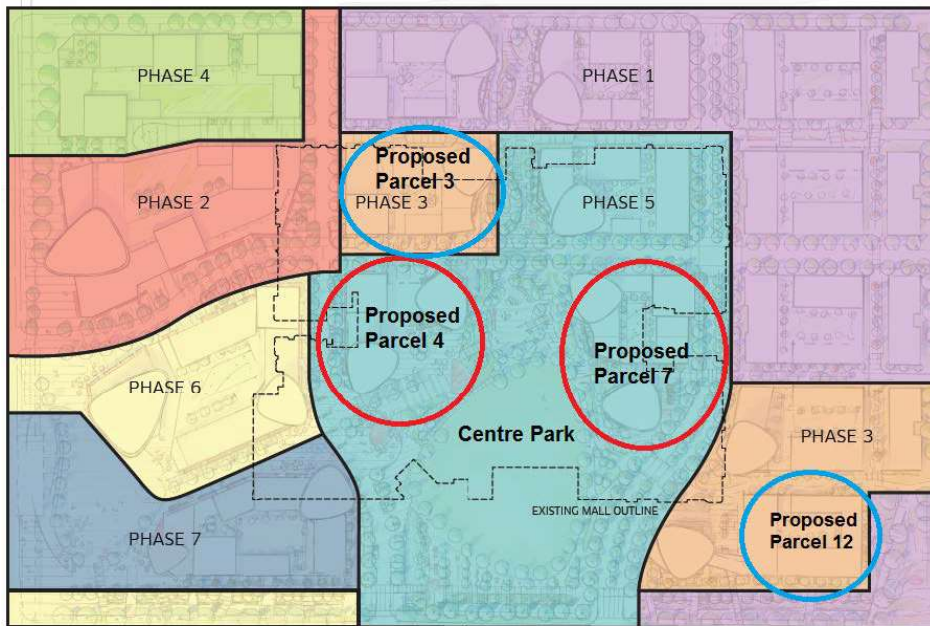 PHASE 4
PHASE 1
Proposed
Parcel 3
PHASE 2
PHASE 3
PHASE 5
Proposed
Parcel 4
Proposed
Parcel 7
PHASE 6
Centre Park
PHASE 3
EXISTING MALL OUTLINE
Proposed
Parcel 12
PHASE 7